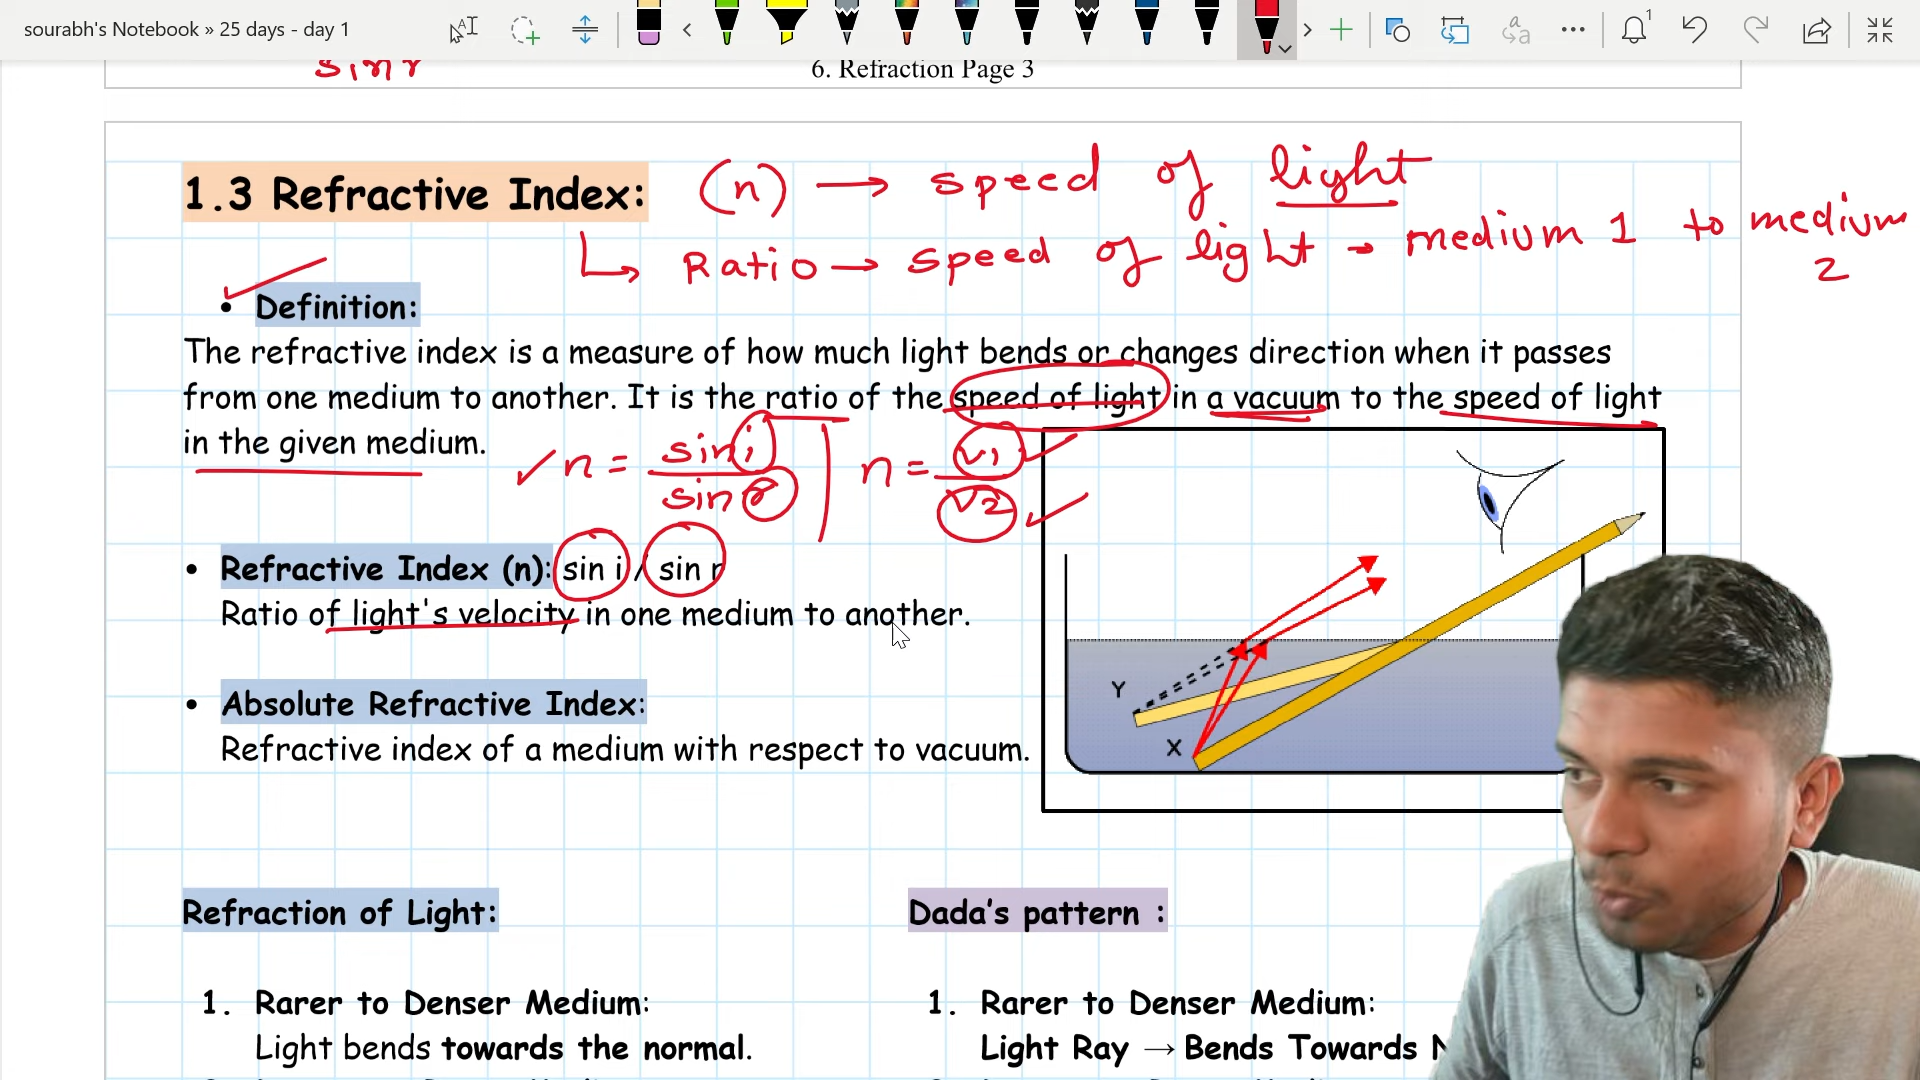 sourabh's Notebook » 25 days - day 1
sin r
6. Refraction Page 3
1.3 Refractive Index: (n) → speed of light
↳ Ratio → speed of light → medium 1 to medium 2
• Definition:
The refractive index is a measure of how much light bends or changes direction when it passes
from one medium to another. It is the ratio of the speed of light in a vacuum to the speed of light
in the given medium.
✓ n = sin i / sin r | n = v1 / v2
• Refractive Index (n): sin i / sin r
Ratio of light's velocity in one medium to another.
• Absolute Refractive Index:
Refractive index of a medium with respect to vacuum.
Y
X
Refraction of Light:
1. Rarer to Denser Medium:
Light bends towards the normal.
Dada's pattern :
1. Rarer to Denser Medium:
Light Ray → Bends Towards